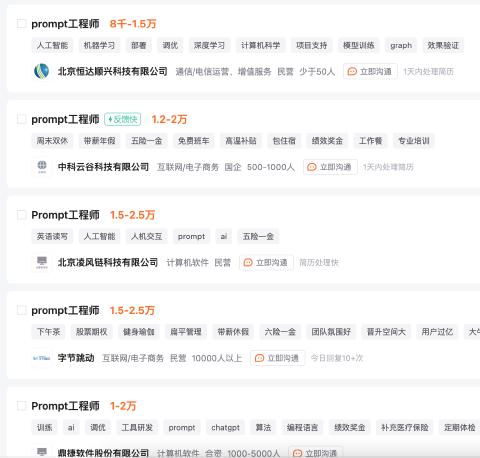 prompt工程师 8千-1.5万
人工智能 机器学习 部署 调优 深度学习 计算机科学 项目支持 模型训练 graph 效果验证
北京恒达顺兴科技有限公司 通信/电信运营、增值服务 民营 少于50人 立即沟通 1天内处理简历
prompt工程师 反馈快 1.2-2万
周末双休 带薪年假 五险一金 免费班车 高温补贴 包住宿 绩效奖金 工作餐 专业培训
中科云谷科技有限公司 互联网/电子商务 国企 500-1000人 立即沟通 1天内处理简历
Prompt工程师 1.5-2.5万
英语读写 人工智能 人机交互 prompt ai 五险一金
北京凌风链科技有限公司 计算机软件 民营 立即沟通 简历处理快
prompt工程师 1.5-2.5万
下午茶 股票期权 健身瑜伽 扁平管理 带薪休假 六险一金 团队氛围好 晋升空间大 用户过亿
字节跳动 互联网/电子商务 民营 10000人以上 立即沟通 今日回复10+次
Prompt工程师 1-2万
训练 ai 调优 工具研发 prompt chatgpt 算法 编程语言 绩效奖金 补充医疗保险 定期体检
鼎捷软件股份有限公司 计算机软件 合资 1000-5000人 立即沟通